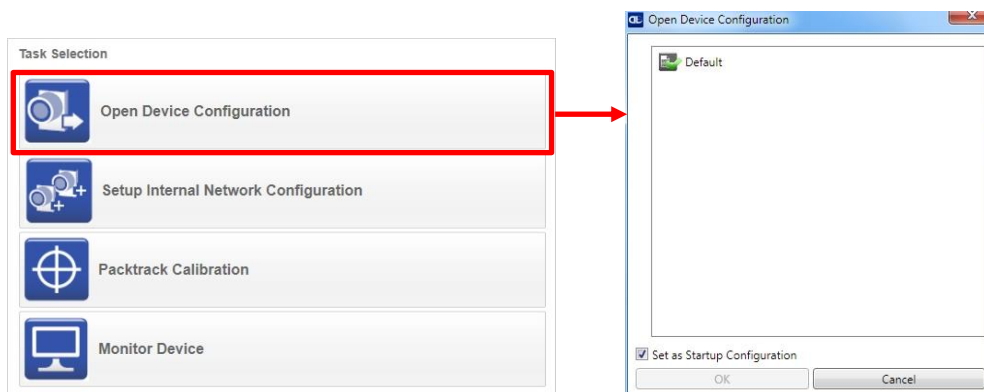 Task Selection
Open Device Configuration
Setup Internal Network Configuration
Packtrack Calibration
Monitor Device
DL Open Device Configuration
Default
Set as Startup Configuration
OK Cancel